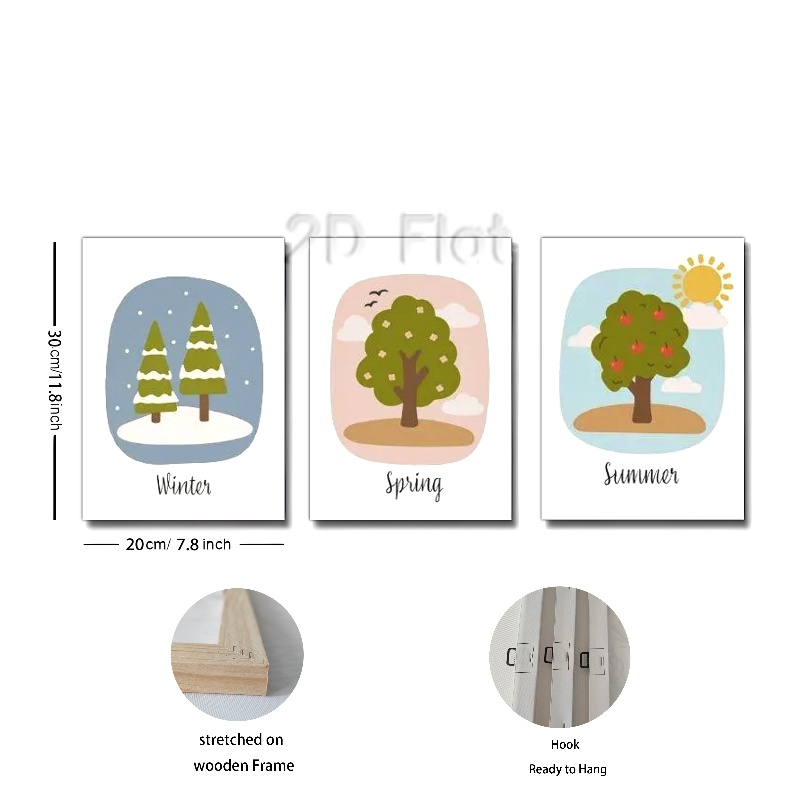 2D Flat
30cm/11.8inch
Winter
Spring
Summer
20cm/ 7.8 inch
stretched on
wooden Frame
Hook
Ready to Hang